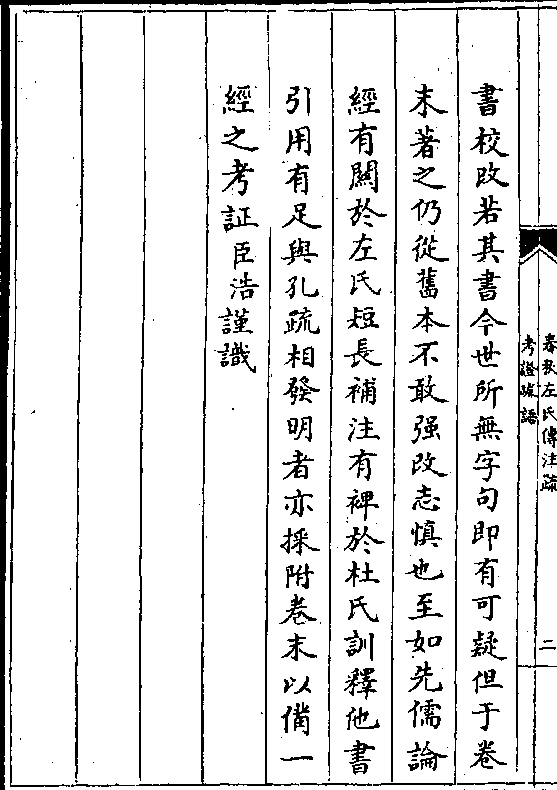 春秋左氏傳注疏
考證跋語
二
書校改若其書今世所無字句即有可疑但于卷
末著之仍從舊本不敢强改志慎也至如先儒論
經有闗於左氏短長補注有裨於杜氏訓釋他書
引用有足與孔疏相發明者亦採附卷末以備一
經之考証臣浩謹識